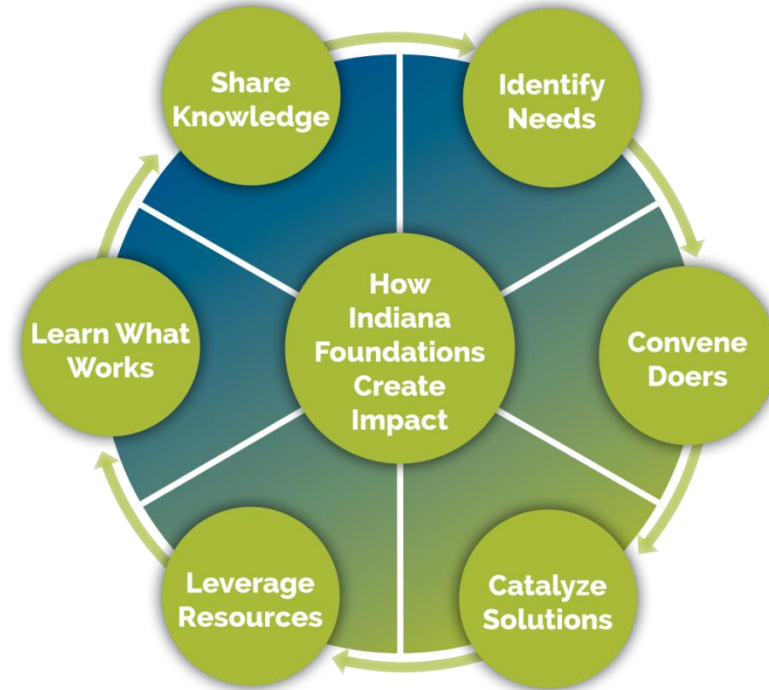 Share
Knowledge
Identify
Needs
Convene
Doers
Catalyze
Solutions
Leverage
Resources
Learn What
Works
How
Indiana
Foundations
Create
Impact